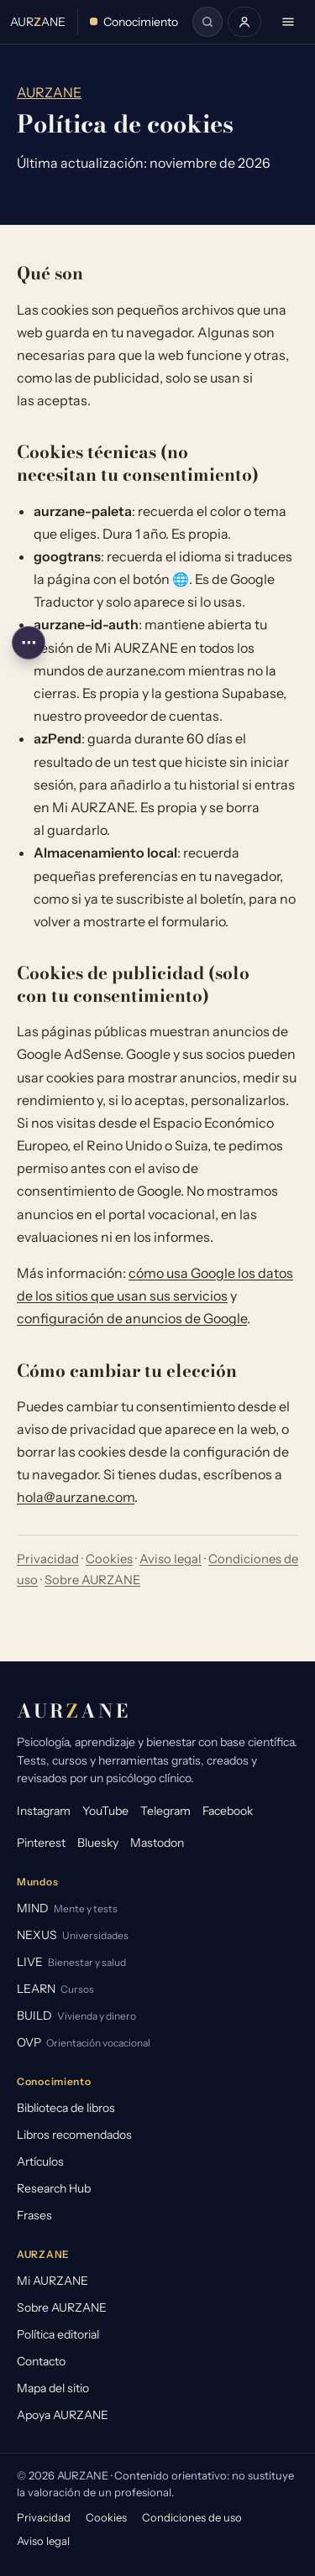 AURZANE
Conocimiento
AURZANE
Política de cookies
Última actualización: noviembre de 2026
Qué son
Las cookies son pequeños archivos que una
web guarda en tu navegador. Algunas son
necesarias para que la web funcione y otras,
como las de publicidad, solo se usan si
las aceptas.
Cookies técnicas (no
necesitan tu consentimiento)
• aurzane-paleta: recuerda el color o tema
que eliges. Dura 1 año. Es propia.
• googtrans: recuerda el idioma si traduces
la página con el botón 🌐. Es de Google
Traductor y solo aparece si lo usas.
• aurzane-id-auth: mantiene abierta tu
sesión de Mi AURZANE en todos los
mundos de aurzane.com mientras no la
cierras. Es propia y la gestiona Supabase,
nuestro proveedor de cuentas.
• azPend: guarda durante 60 días el
resultado de un test que hiciste sin iniciar
sesión, para añadirlo a tu historial si entras
en Mi AURZANE. Es propia y se borra
al guardarlo.
• Almacenamiento local: recuerda
pequeñas preferencias en tu navegador,
como si ya te suscribiste al boletín, para no
volver a mostrarte el formulario.
Cookies de publicidad (solo
con tu consentimiento)
Las páginas públicas muestran anuncios de
Google AdSense. Google y sus socios pueden
usar cookies para mostrar anuncios, medir su
rendimiento y, si lo aceptas, personalizarlos.
Si nos visitas desde el Espacio Económico
Europeo, el Reino Unido o Suiza, te pedimos
permiso antes con el aviso de
consentimiento de Google. No mostramos
anuncios en el portal vocacional, en las
evaluaciones ni en los informes.
Más información: cómo usa Google los datos
de los sitios que usan sus servicios y
configuración de anuncios de Google.
Cómo cambiar tu elección
Puedes cambiar tu consentimiento desde el
aviso de privacidad que aparece en la web, o
borrar las cookies desde la configuración de
tu navegador. Si tienes dudas, escríbenos a
hola@aurzane.com.
Privacidad · Cookies · Aviso legal · Condiciones de
uso · Sobre AURZANE
AURZANE
Psicología, aprendizaje y bienestar con base científica.
Tests, cursos y herramientas gratis, creados y
revisados por un psicólogo clínico.
Instagram YouTube Telegram Facebook
Pinterest Bluesky Mastodon
Mundos
MIND Mente y tests
NEXUS Universidades
LIVE Bienestar y salud
LEARN Cursos
BUILD Vivienda y dinero
OVP Orientación vocacional
Conocimiento
Biblioteca de libros
Libros recomendados
Artículos
Research Hub
Frases
AURZANE
Mi AURZANE
Sobre AURZANE
Política editorial
Contacto
Mapa del sitio
Apoya AURZANE
© 2026 AURZANE · Contenido orientativo: no sustituye
la valoración de un profesional.
Privacidad Cookies Condiciones de uso
Aviso legal